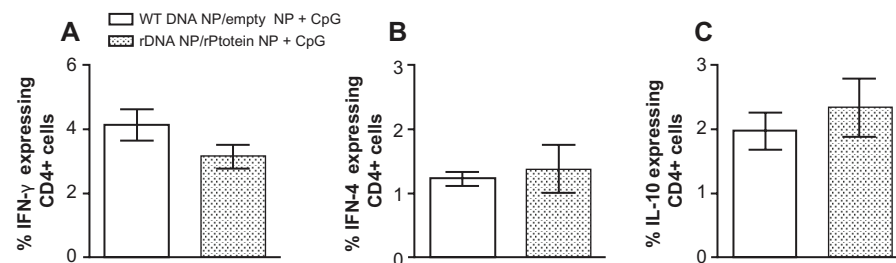 WT DNA NP/empty NP + CpG
rDNA NP/rPtotein NP + CpG
A
B
C
% IFN-γ expressing
CD4+ cells
6
4
2
0
% IFN-4 expressing
CD4+ cells
3
2
1
0
% IL-10 expressing
CD4+ cells
3
2
1
0